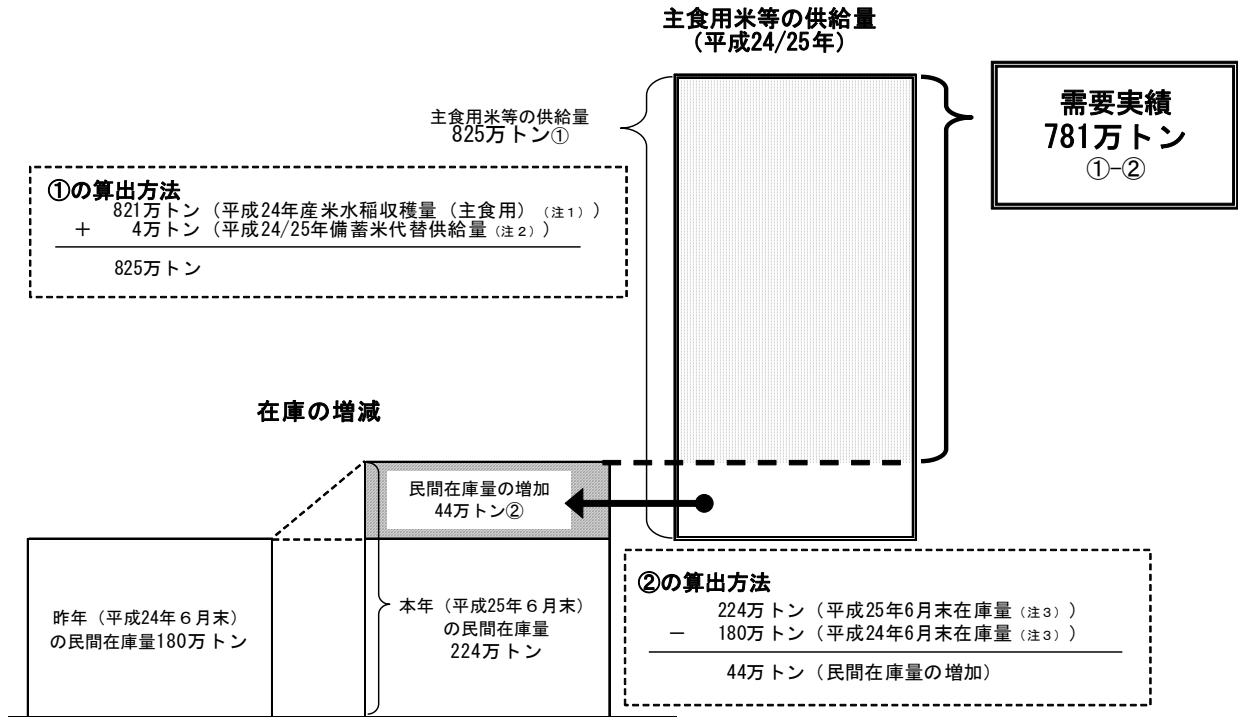 主食用米等の供給量
（平成24/25年）
主食用米等の供給量
825万トン①
需要実績
781万トン
①-②
①の算出方法
821万トン（平成24年産米水稲収穫量（主食用）（注１））
＋ 4万トン（平成24/25年備蓄米代替供給量（注２））
825万トン
在庫の増減
民間在庫量の増加
44万トン②
昨年（平成24年６月末）
の民間在庫量180万トン
本年（平成25年６月末）
の民間在庫量
224万トン
②の算出方法
224万トン（平成25年6月末在庫量（注３））
－ 180万トン（平成24年6月末在庫量（注３））
44万トン（民間在庫量の増加）